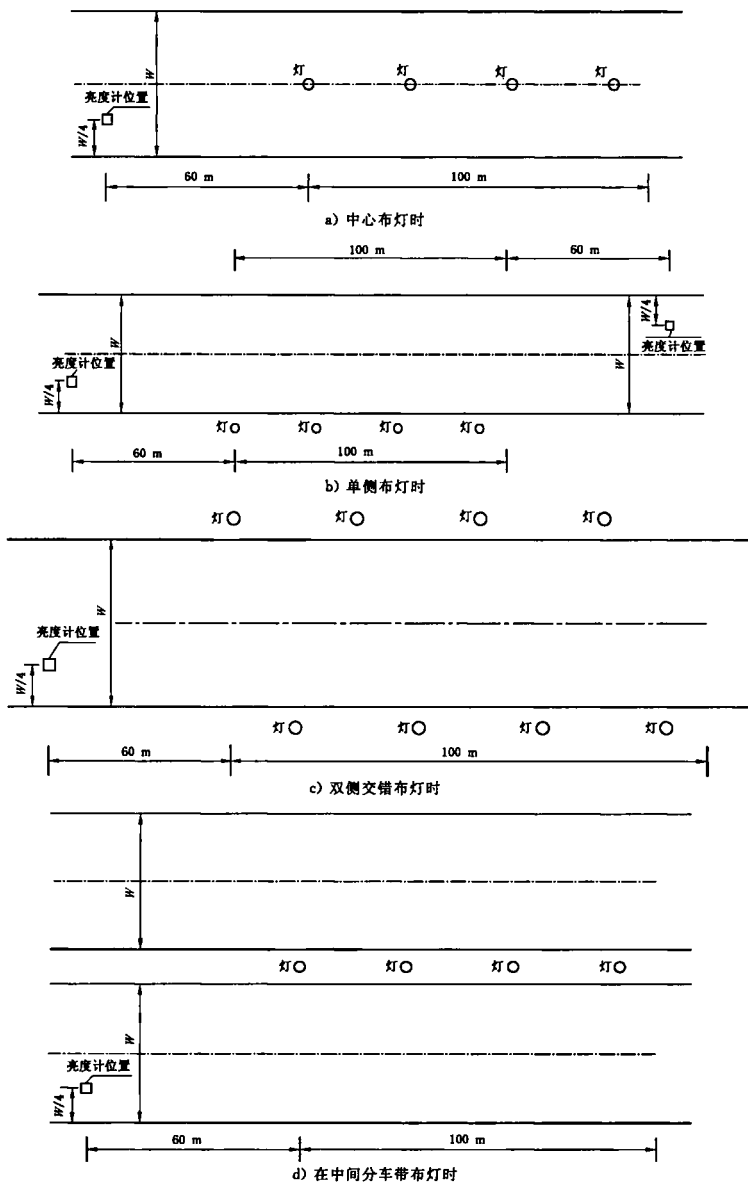 灯 灯 灯 灯
W
亮度计位置
W/4
60 m 100 m
a) 中心布灯时
100 m 60 m
W/4
亮度计位置
W W
亮度计位置
W/4
灯 灯 灯 灯
60 m 100 m
b) 单侧布灯时
灯 灯 灯 灯
W
亮度计位置
W/4
灯 灯 灯 灯
60 m 100 m
c) 双侧交错布灯时
W
灯 灯 灯 灯
W
亮度计位置
W/4
60 m 100 m
d) 在中间分车带布灯时